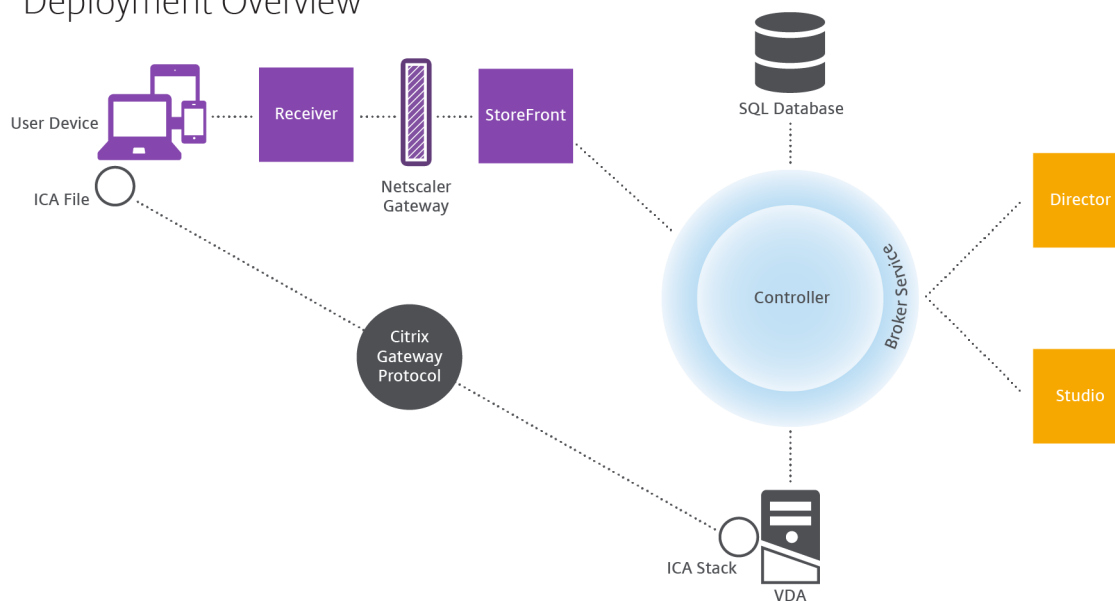 Deployment Overview
SQL Database
User Device
Receiver
StoreFront
Netscaler
Gateway
ICA File
Director
Controller
Broker Service
Citrix
Gateway
Protocol
Studio
ICA Stack
VDA